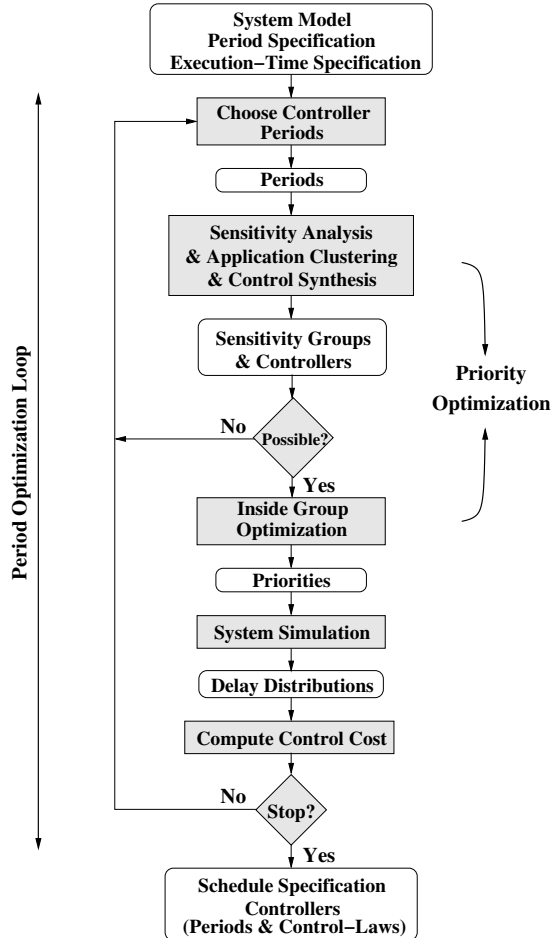 System Model
Period Specification
Execution−Time Specification
Choose Controller
Periods
Periods
Sensitivity Analysis
& Application Clustering
& Control Synthesis
Sensitivity Groups
& Controllers
Priority
Optimization
No
Possible?
Yes
Inside Group
Optimization
Priorities
System Simulation
Delay Distributions
Compute Control Cost
No
Stop?
Yes
Schedule Specification
Controllers
(Periods & Control−Laws)
Period Optimization Loop